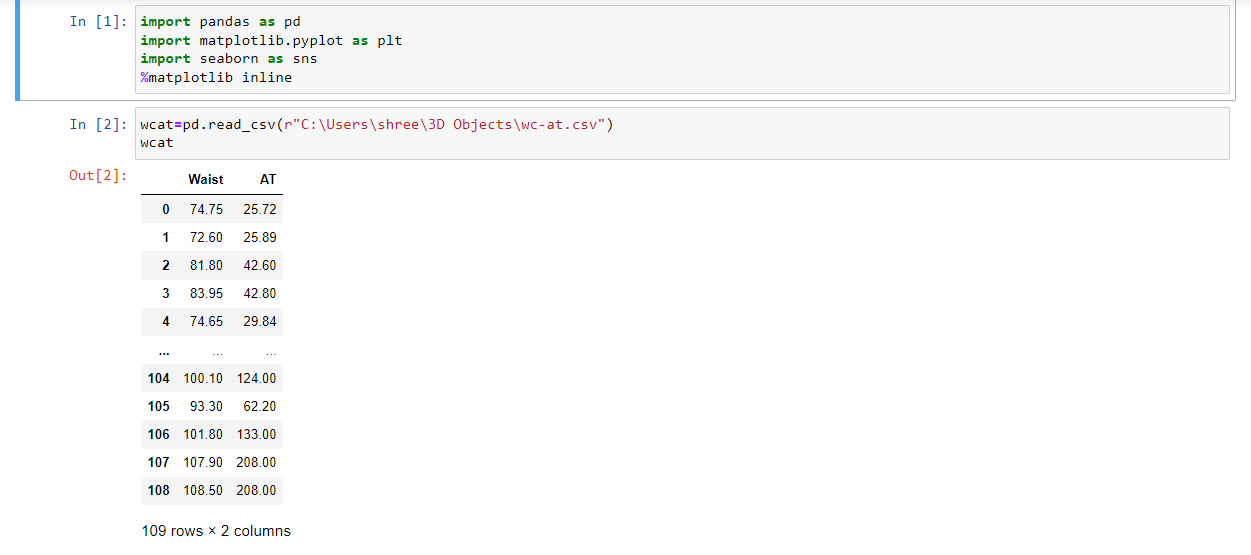 In [1]: import pandas as pd
import matplotlib.pyplot as plt
import seaborn as sns
%matplotlib inline
In [2]: wcat=pd.read_csv(r"C:\Users\shree\3D Objects\wc-at.csv")
wcat
Out[2]:
Waist AT
0 74.75 25.72
1 72.60 25.89
2 81.80 42.60
3 83.95 42.80
4 74.65 29.84
... ... ...
104 100.10 124.00
105 93.30 62.20
106 101.80 133.00
107 107.90 208.00
108 108.50 208.00
109 rows × 2 columns